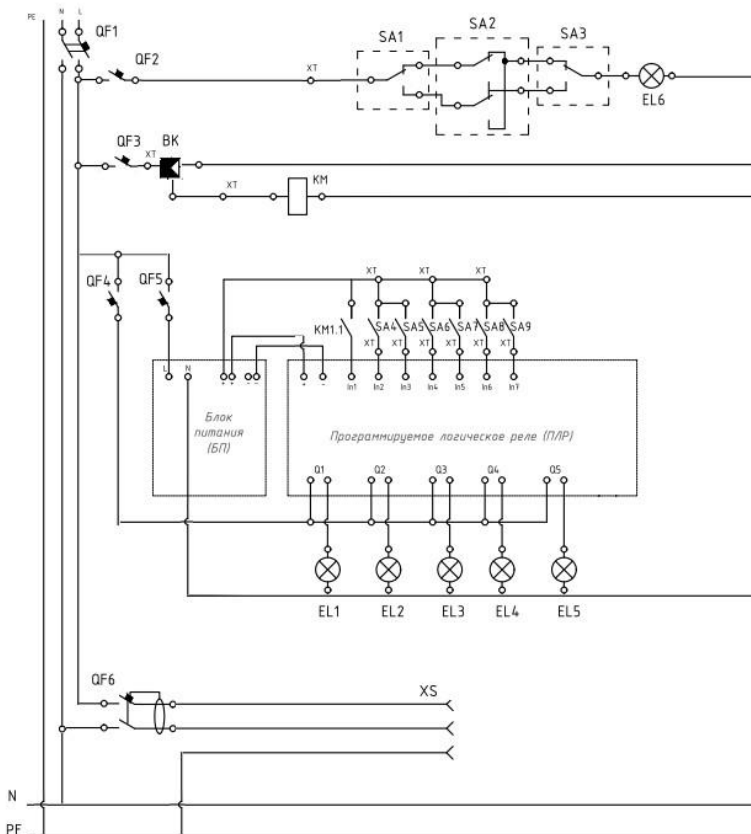 PE N L
QF1
QF2
XT
SA1
SA2
SA3
EL6
QF3
XT
BK
XT
KM
QF4
QF5
XT
XT
XT
KM1.1
SA4
SA5
SA6
SA7
SA8
SA9
XT
XT
XT
XT
XT
XT
L N + + - - + - In1 In2 In3 In4 In5 In6 In7
Блок
питания
(БП)
Программируемое логическое реле (ПЛР)
Q1 Q2 Q3 Q4 Q5
EL1 EL2 EL3 EL4 EL5
QF6
XS
N
PE